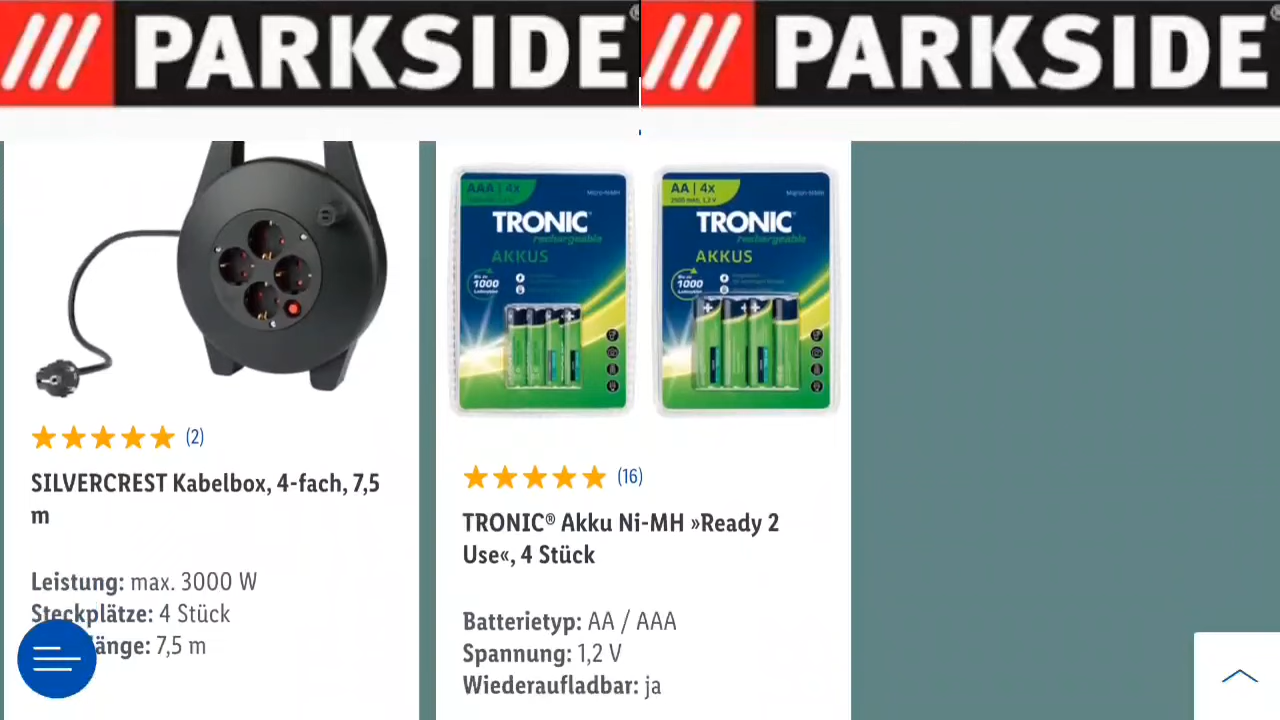 PARKSIDE
PARKSIDE
AAA | 4x
TRONIC
rechargeable
AKKUS
1000
AA | 4x
TRONIC
rechargeable
AKKUS
1000
(2)
SILVERCREST Kabelbox, 4-fach, 7,5
m
Leistung: max. 3000 W
Steckplätze: 4 Stück
änge: 7,5 m
(16)
TRONIC® Akku Ni-MH »Ready 2
Use«, 4 Stück
Batterietyp: AA / AAA
Spannung: 1,2 V
Wiederaufladbar: ja